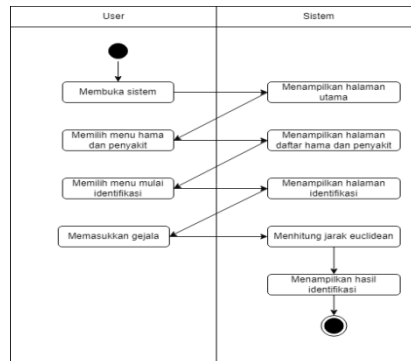 User
Sistem
Membuka sistem
Menampilkan halaman
utama
Memilih menu hama
dan penyakit
Menampilkan halaman
daftar hama dan penyakit
Memilih menu mulai
identifikasi
Menampilkan halaman
identifikasi
Memasukkan gejala
Menhitung jarak euclidean
Menampilkan hasil
identifikasi